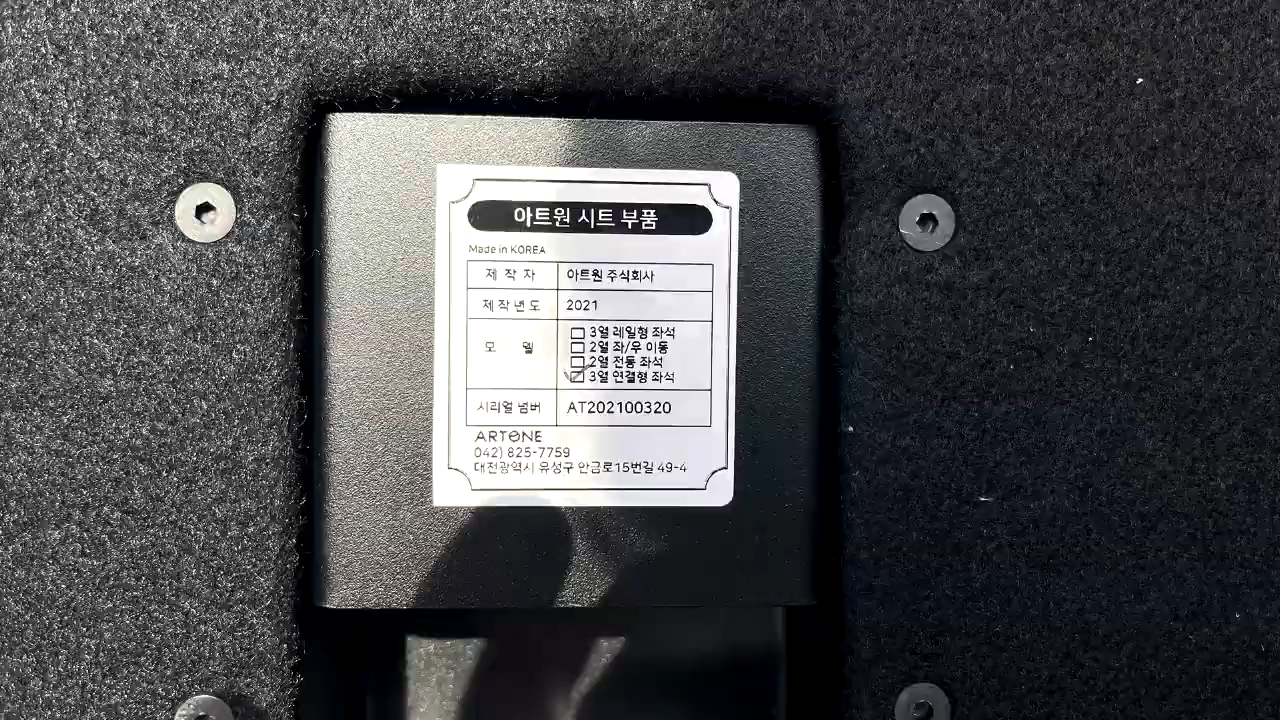 아트원 시트 부품
Made in KOREA
제 작 자 아트원 주식회사
제 작 년 도 2021
모 델
3열 레일형 좌석
2열 좌/우 이동
2열 전동 좌석
3열 연결형 좌석
시리얼 넘버 AT202100320
ARTONE
042) 825-7759
대전광역시 유성구 안금로15번길 49-4